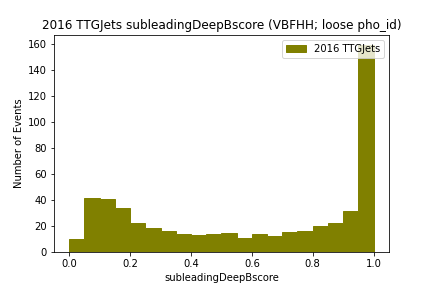 2016 TTGJets subleadingDeepBscore (VBFHH; loose pho_id)
2016 TTGJets
160
140
120
100
80
60
40
20
0
Number of Events
0.0 0.2 0.4 0.6 0.8 1.0
subleadingDeepBscore